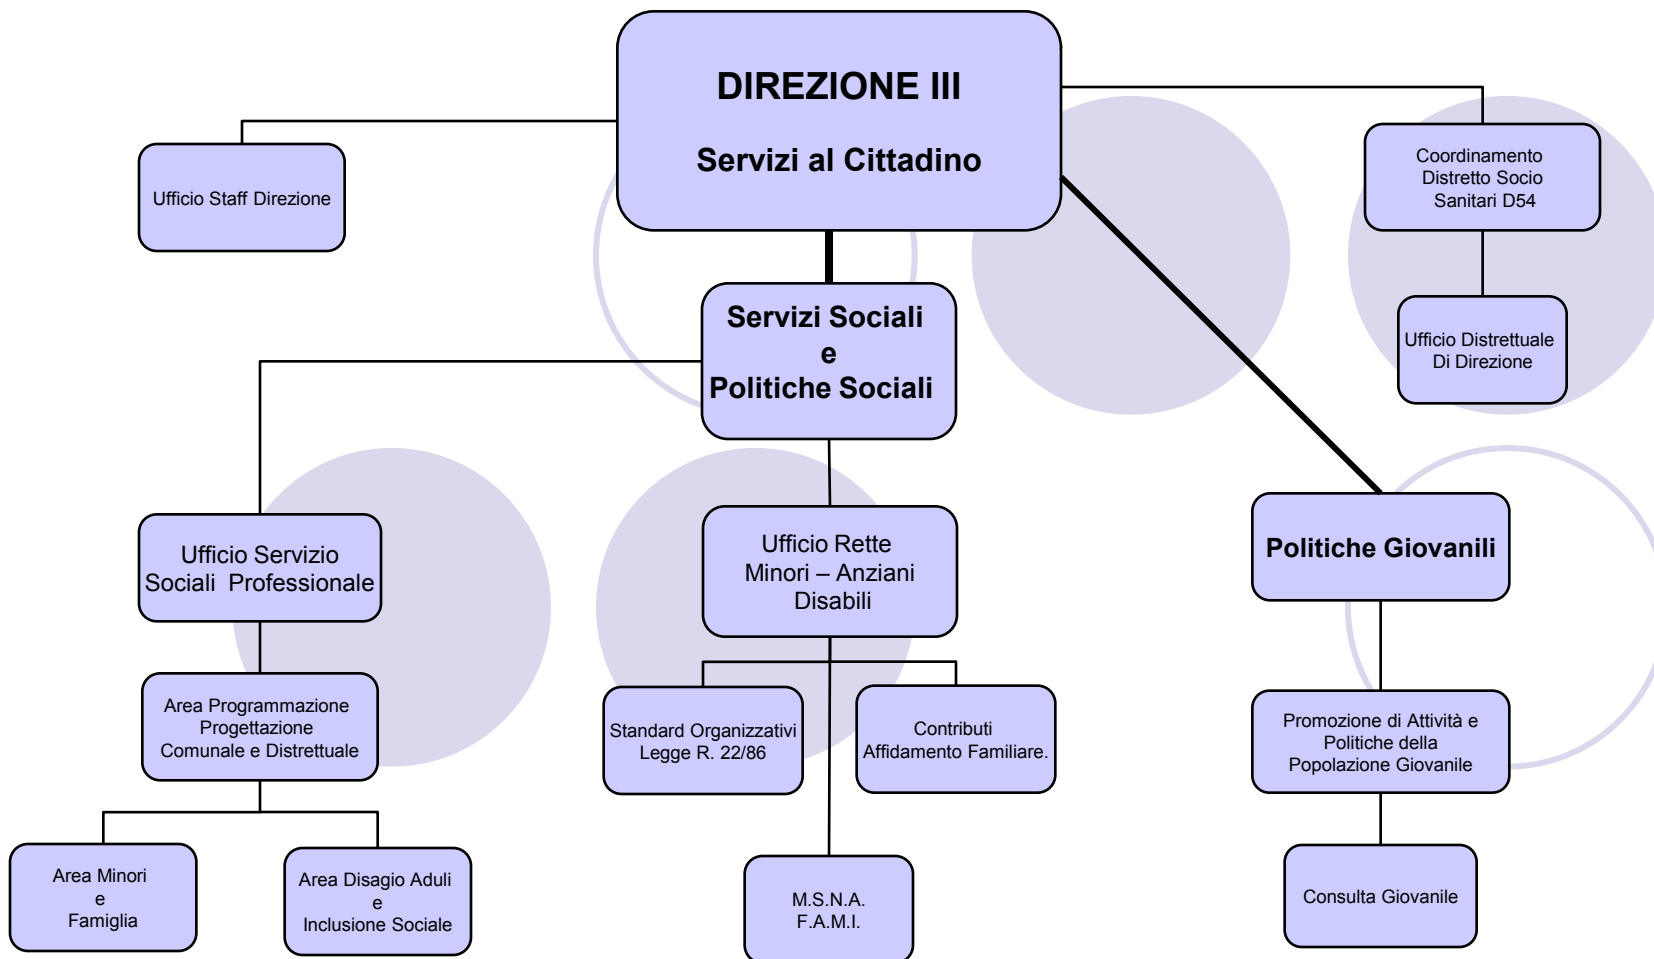 DIREZIONE III
Servizi al Cittadino
Ufficio Staff Direzione
Coordinamento
Distretto Socio
Sanitari D54
Ufficio Distrettuale
Di Direzione
Servizi Sociali
e
Politiche Sociali
Ufficio Servizio
Sociali Professionale
Ufficio Rette
Minori – Anziani
Disabili
Politiche Giovanili
Area Programmazione
Progettazione
Comunale e Distrettuale
Standard Organizzativi
Legge R. 22/86
Contributi
Affidamento Familiare.
Promozione di Attività e
Politiche della
Popolazione Giovanile
Area Minori
e
Famiglia
Area Disagio Aduli
e
Inclusione Sociale
M.S.N.A.
F.A.M.I.
Consulta Giovanile